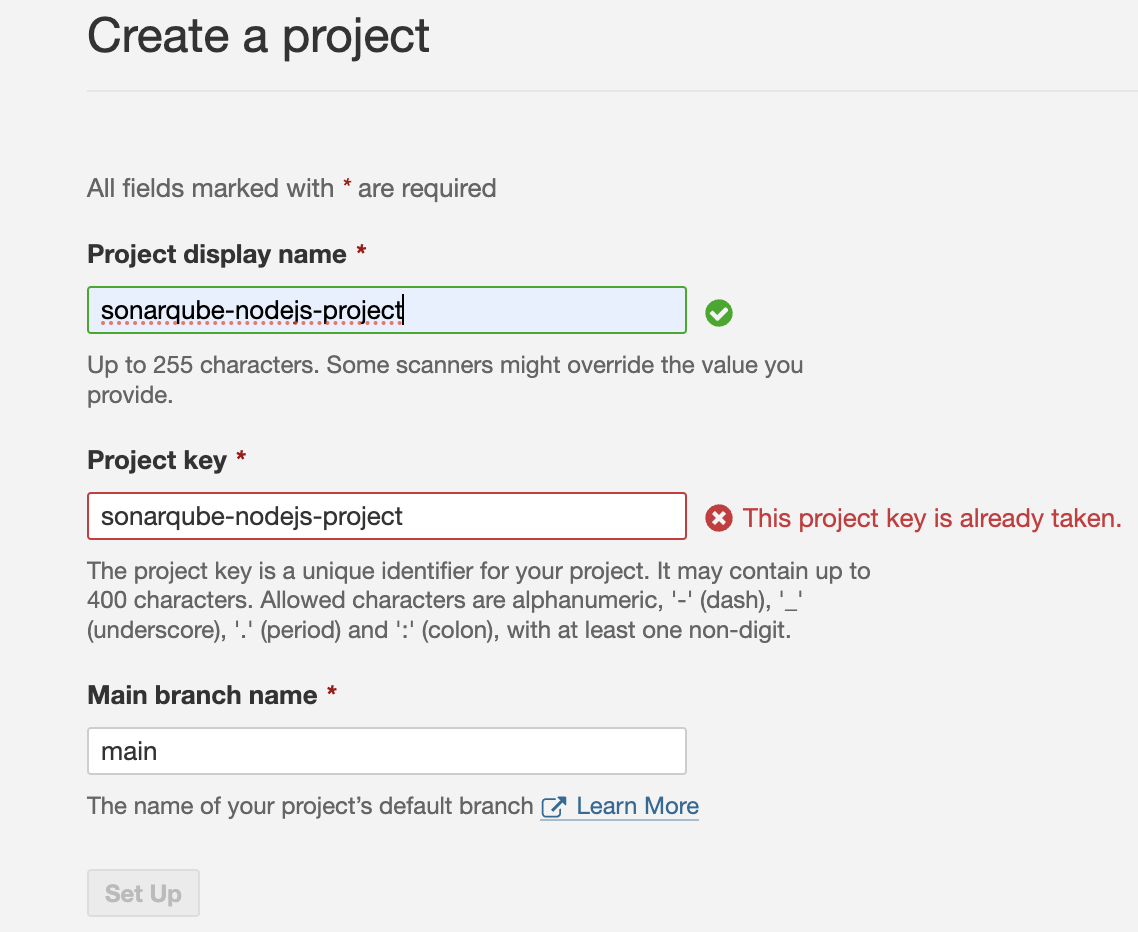 Create a project
All fields marked with * are required
Project display name *
sonarqube-nodejs-project
Up to 255 characters. Some scanners might override the value you
provide.
Project key *
sonarqube-nodejs-project
This project key is already taken.
The project key is a unique identifier for your project. It may contain up to
400 characters. Allowed characters are alphanumeric, '-' (dash), '_'
(underscore), '.' (period) and ':' (colon), with at least one non-digit.
Main branch name *
main
The name of your project’s default branch Learn More
Set Up